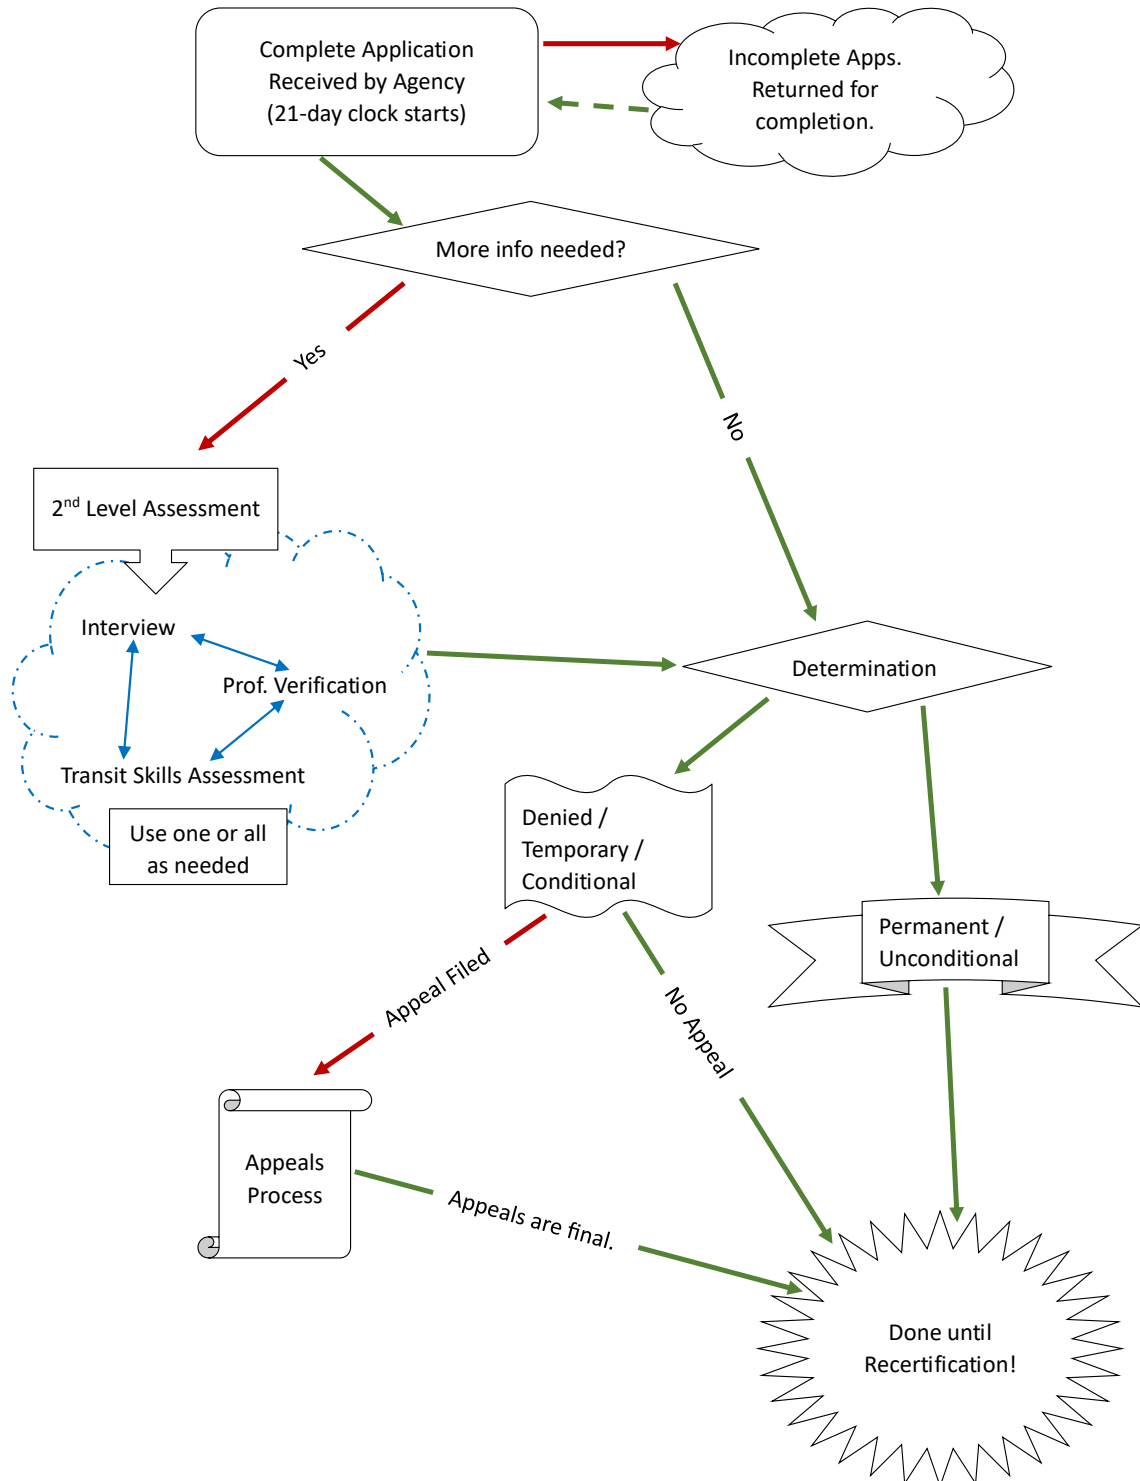 Complete Application
Received by Agency
(21-day clock starts)
Incomplete Apps.
Returned for
completion.
More info needed?
Yes
No
2nd Level Assessment
Interview
Prof. Verification
Transit Skills Assessment
Use one or all
as needed
Determination
Denied /
Temporary /
Conditional
Permanent /
Unconditional
Appeal Filed
No Appeal
Appeals
Process
Appeals are final.
Done until
Recertification!